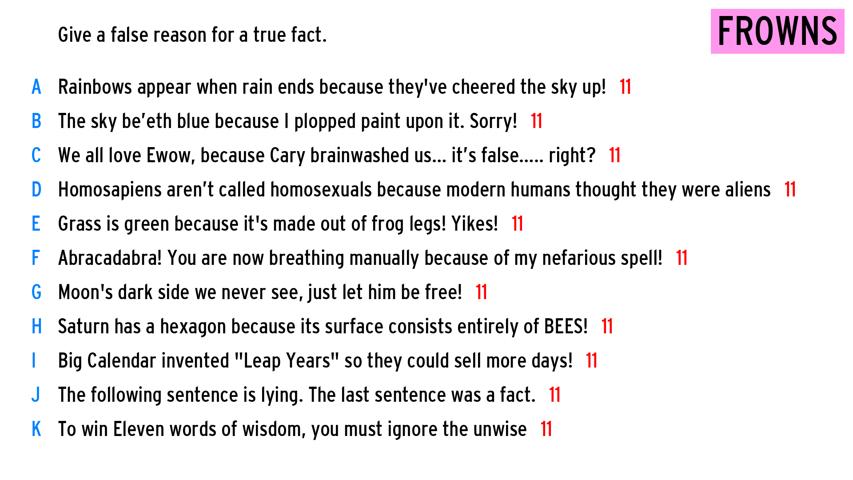 Give a false reason for a true fact.
FROWNS
A Rainbows appear when rain ends because they've cheered the sky up! 11
B The sky be’eth blue because I plopped paint upon it. Sorry! 11
C We all love Ewow, because Cary brainwashed us... it’s false..... right? 11
D Homosapiens aren’t called homosexuals because modern humans thought they were aliens 11
E Grass is green because it's made out of frog legs! Yikes! 11
F Abracadabra! You are now breathing manually because of my nefarious spell! 11
G Moon's dark side we never see, just let him be free! 11
H Saturn has a hexagon because its surface consists entirely of BEES! 11
I Big Calendar invented "Leap Years" so they could sell more days! 11
J The following sentence is lying. The last sentence was a fact. 11
K To win Eleven words of wisdom, you must ignore the unwise 11